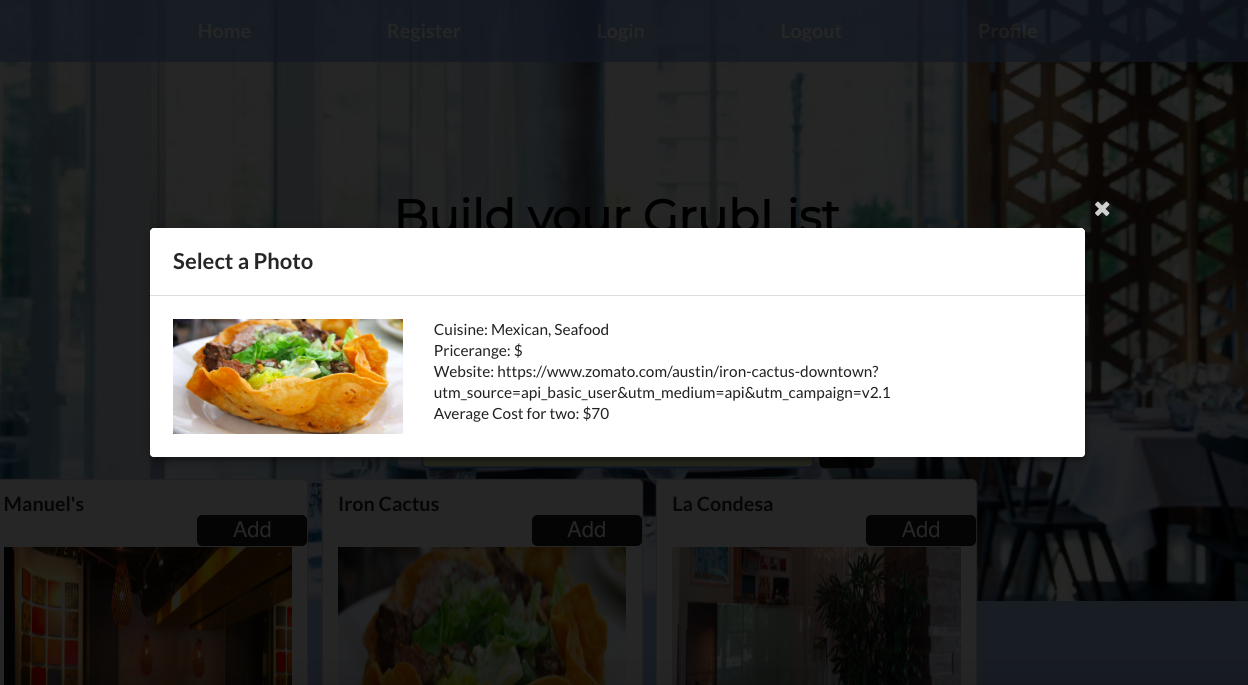 Home Register Login Logout Profile
Build your GrubList
Select a Photo
Cuisine: Mexican, Seafood
Pricerange: $
Website: https://www.zomato.com/austin/iron-cactus-downtown?
utm_source=api_basic_user&utm_medium=api&utm_campaign=v2.1
Average Cost for two: $70
Manuel's
Add
Iron Cactus
Add
La Condesa
Add